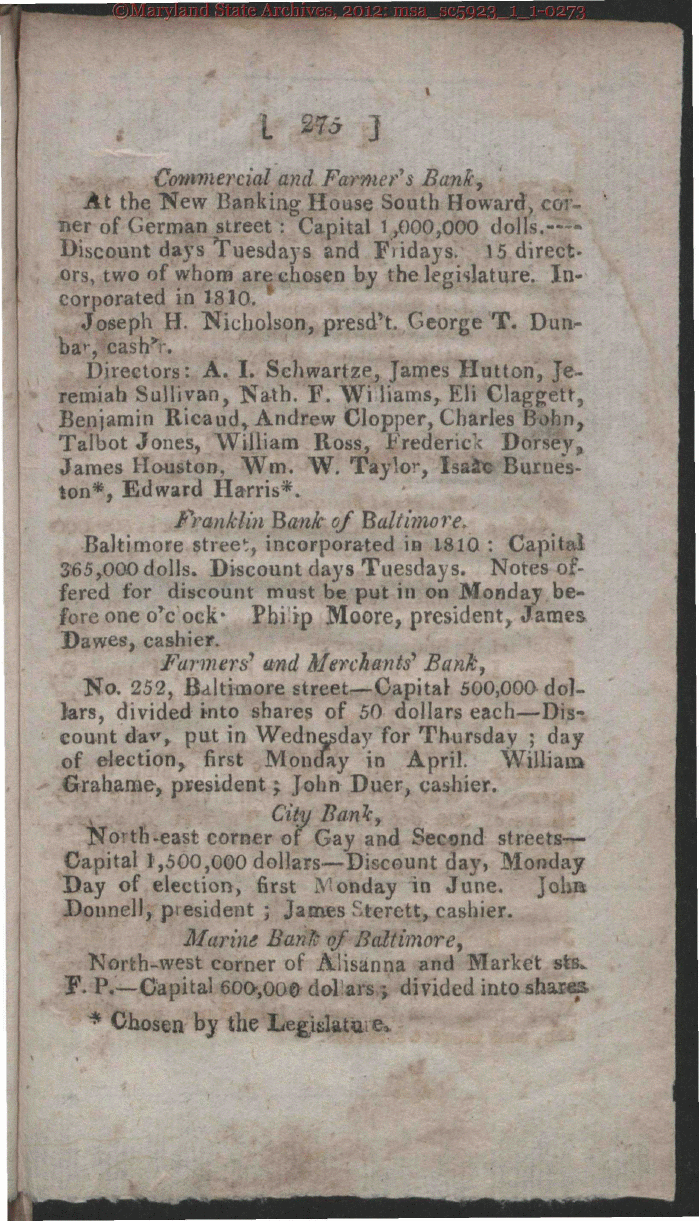 ©Maryland State Archives, 2012: msa_sc5923_1_1-0273
[ 275 ]
Commercial and Farmer's Bank,
At the New Banking House South Howard, cor-
ner of German street : Capital 1,000,000 dolls.----
Discount days Tuesdays and Fridays. 15 direct-
ors, two of whom are chosen by the legislature. In-
corporated in 1810.
Joseph H. Nicholson, presd't. George T. Dun-
bar, cash'r.
Directors: A. I. Schwartze, James Hutton, Je-
remiah Sullivan, Nath. F. Williams, Eli Claggett,
Benjamin Ricaud, Andrew Clopper, Charles Bohn,
Talbot Jones, William Ross, Frederick Dorsey,
James Houston, Wm. W. Taylor, Isaac Burnes-
ton*, Edward Harris*.
Franklin Bank of Baltimore.
Baltimore street, incorporated in 1810 : Capital
365,000 dolls. Discount days Tuesdays. Notes of-
fered for discount must be put in on Monday be-
fore one o'clock· Philip Moore, president, James
Dawes, cashier.
Farmers' and Merchants' Bank,
No. 252, Baltimore street—Capital 500,000 dol-
lars, divided into shares of 50 dollars each—Dis-
count day, put in Wednesday for Thursday ; day
of election, first Monday in April. William
Grahame, president ; John Duer, cashier.
City Bank,
North-east corner of Gay and Second streets—
Capital 1,500,000 dollars—Discount day, Monday
Day of election, first Monday in June. John
Donnell, president ; James Sterett, cashier.
Marine Bank of Baltimore,
North-west corner of Alisanna and Market sts.
F. P.—Capital 600,000 dollars ; divided into shares
* Chosen by the Legislature.